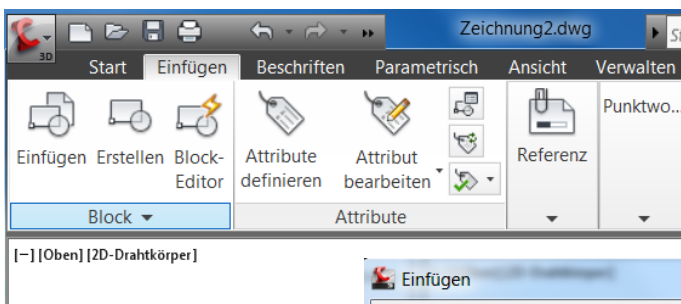 Zeichnung2.dwg
3D
Start Einfügen Beschriften Parametrisch Ansicht Verwalten
Einfügen Erstellen Block-Editor Attribute definieren Attribut bearbeiten Referenz Punktwo...
Block Attribute
[−] [Oben] [2D-Drahtkörper]
Einfügen